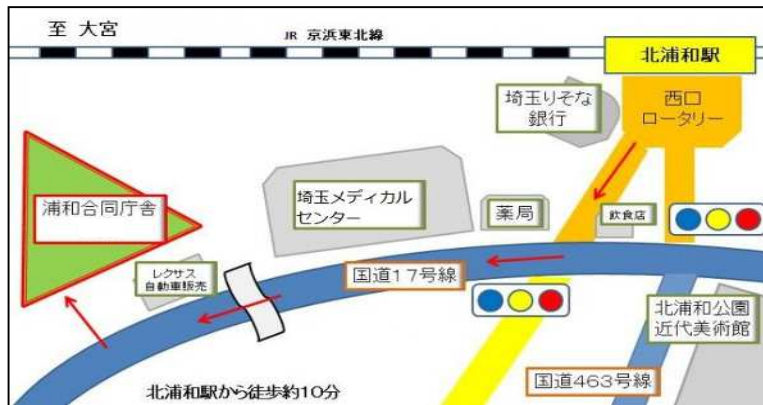 至 大宮
JR 京浜東北線
北浦和駅
埼玉りそな
銀行
西口
ロータリー
浦和合同庁舎
埼玉メディカル
センター
薬局
飲食店
レクサス
自動車販売
国道17号線
北浦和公園
近代美術館
国道463号線
北浦和駅から徒歩約10分